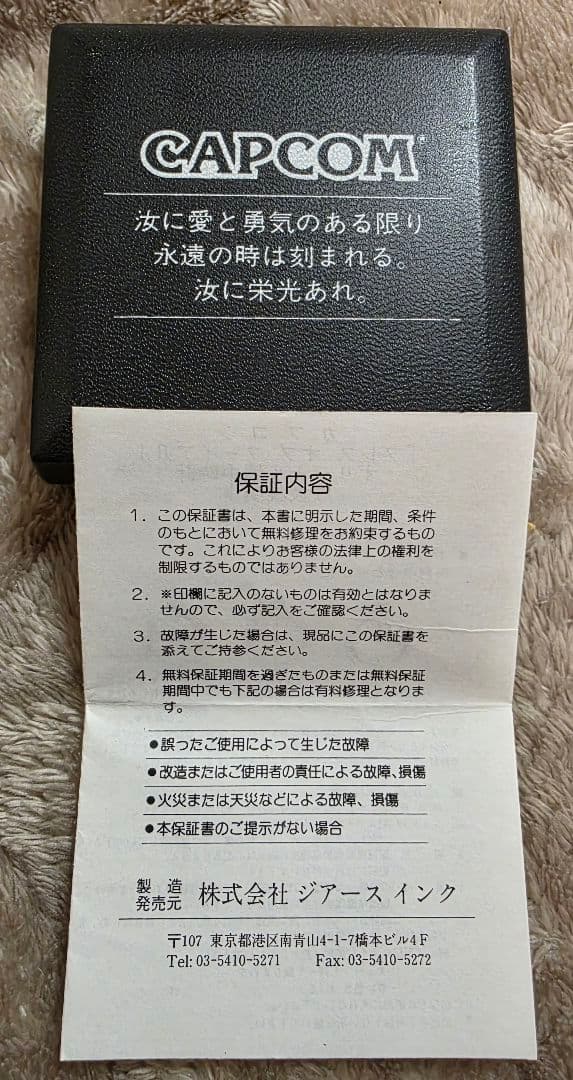 CAPCOM
汝に愛と勇気のある限り
永遠の時は刻まれる。
汝に栄光あれ。
保証内容
1. この保証書は、本書に明示した期間、条件
のもとにおいて無料修理をお約束するもの
です。これによりお客様の法律上の権利を
制限するものではありません。
2. ※印欄に記入のないものは有効とはなりま
せんので、必ず記入をご確認ください。
3. 故障が生じた場合は、現品にこの保証書を
添えてご持参ください。
4. 無料保証期間を過ぎたものまたは無料保証
期間中でも下記の場合は有料修理となりま
す。
●誤ったご使用によって生じた故障
●改造またはご使用者の責任による故障、損傷
●火災または天災などによる故障、損傷
●本保証書のご提示がない場合
製造
発売元 株式会社 ジアース インク
〒107 東京都港区南青山4-1-7橋本ビル4F
Tel: 03-5410-5271 Fax: 03-5410-5272